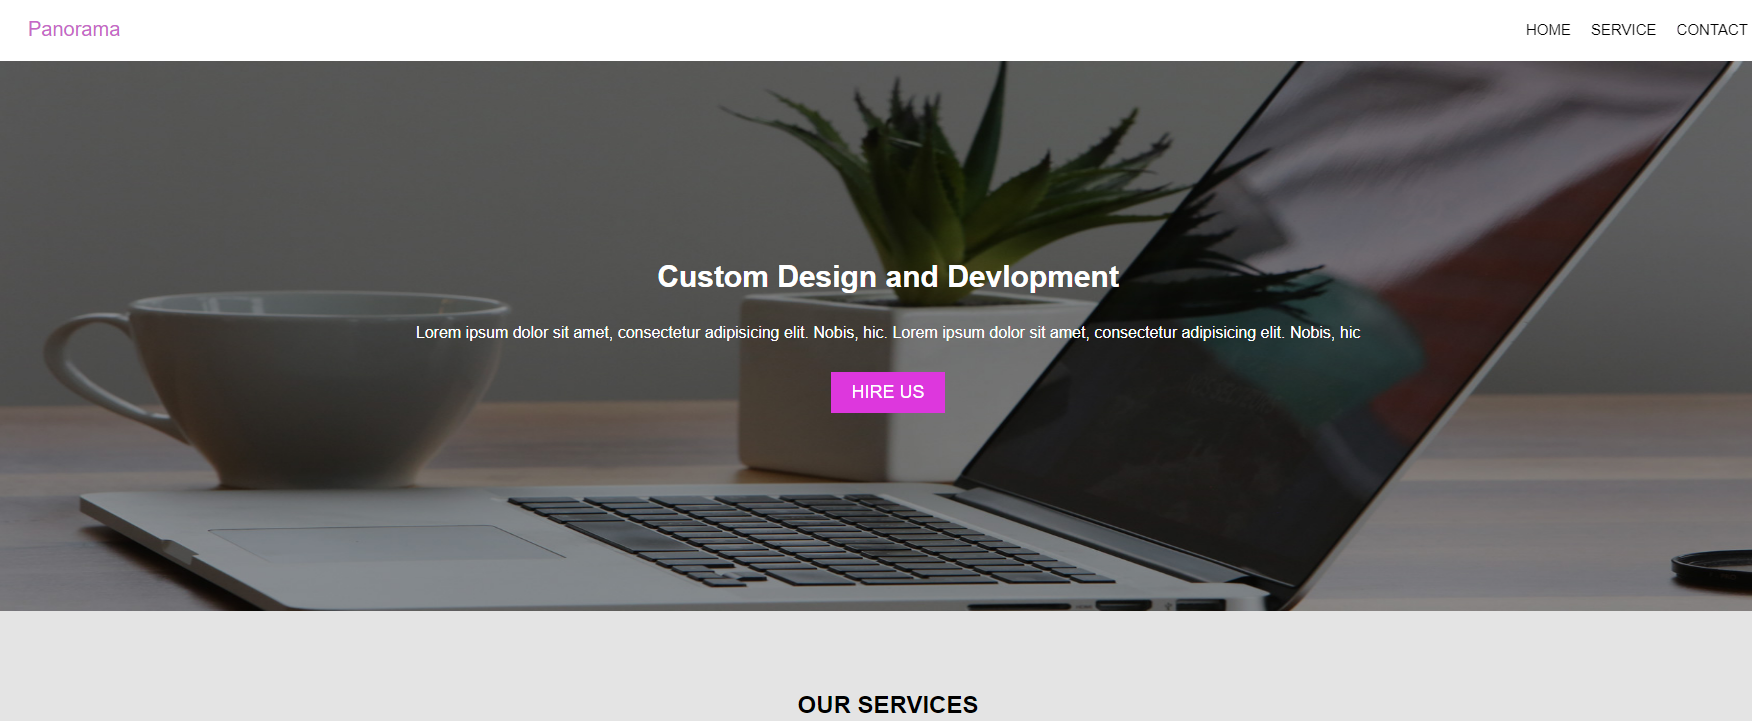 Panorama
HOME SERVICE CONTACT
Custom Design and Devlopment
Lorem ipsum dolor sit amet, consectetur adipisicing elit. Nobis, hic. Lorem ipsum dolor sit amet, consectetur adipisicing elit. Nobis, hic
HIRE US
OUR SERVICES